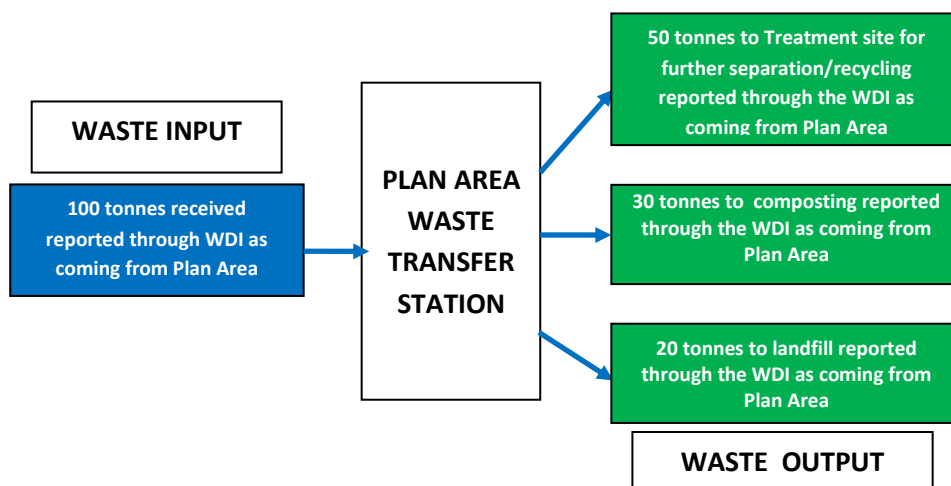 WASTE INPUT
100 tonnes received
reported through WDI as
coming from Plan Area
PLAN AREA
WASTE
TRANSFER
STATION
50 tonnes to Treatment site for
further separation/recycling
reported through the WDI as
coming from Plan Area
30 tonnes to composting reported
through the WDI as coming from
Plan Area
20 tonnes to landfill reported
through the WDI as coming from
Plan Area
WASTE OUTPUT